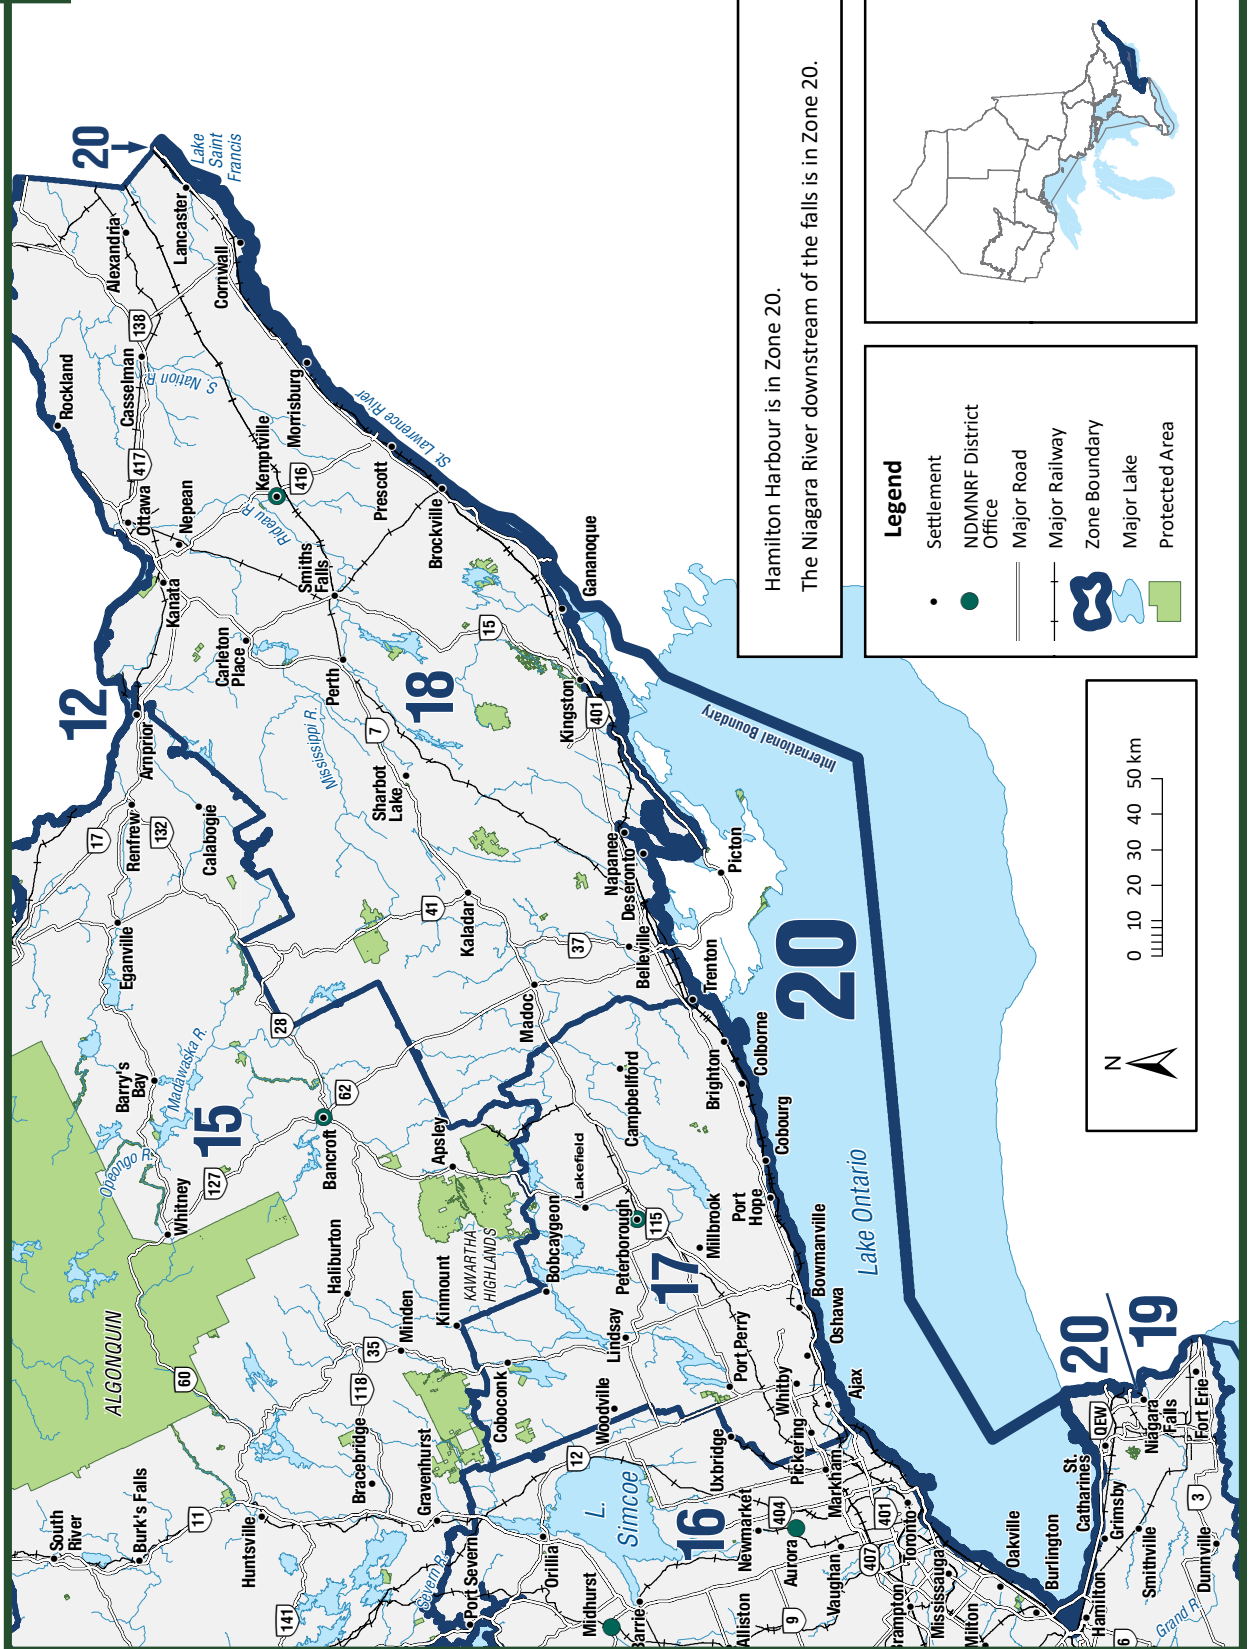 20
Lake
Saint
Francis
Alexandria
Lancaster
Cornwall
138
Rockland
Casselman
S. Nation R.
Morrisburg
417
Kemptville
416
Ottawa
Nepean
Rideau R.
Prescott
St. Lawrence River
Brockville
Smiths
Falls
Kanata
Carleton
Place
Perth
15
Gananoque
12
18
Arnprior
Mississippi R.
7
Kingston
401
International Boundary
Sharbot
Lake
17
Renfrew
132
Calabogie
Napanee
Deseronto
Picton
41
Kaladar
37
Belleville
Trenton
Eganville
Madoc
28
20
Barry's
Bay
Madawaska R.
15
62
Bancroft
Campbellford
Brighton
Colborne
Cobourg
Opeongo R.
Whitney
127
Apsley
Lakefield
Port
Hope
Lake Ontario
Haliburton
KAWARTHA
HIGHLANDS
Kinmount
Bobcaygeon
Peterborough
115
Millbrook
17
Bowmanville
Oshawa
ALGONQUIN
60
Minden
35
118
Lindsay
Port Perry
Whitby
Ajax
Coboconk
Woodville
Bracebridge
Gravenhurst
12
Uxbridge
Pickering
South
River
Burk's Falls
11
Huntsville
L.
Simcoe
16
Newmarket
404
Markham
401
Orillia
Aurora
407
Toronto
Severn R.
Port Severn
Midhurst
Barrie
Vaughan
Mississauga
Oakville
Burlington
141
Alliston
9
Brampton
Milton
Hamilton
6
20
19
QEW
St.
Catharines
Niagara
Falls
Fort Erie
Grimsby
Smithville
3
Dunnville
Grand R.
Hamilton Harbour is in Zone 20.
The Niagara River downstream of the falls is in Zone 20.
Legend
Settlement
NDMNRF District
Office
Major Road
Major Railway
Zone Boundary
Major Lake
Protected Area
0 10 20 30 40 50 km
N